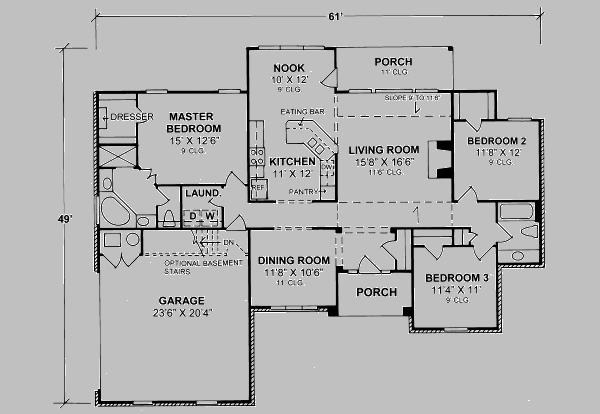 61'
49'
NOOK
10' X 12'
9' CLG.
PORCH
11' CLG.
SLOPE 9' TO 11'6"
DRESSER
MASTER
BEDROOM
15' X 12'6"
9 CLG.
EATING BAR
KITCHEN
11' X 12'
REF.
DW
PANTRY
LIVING ROOM
15'8" X 16'6"
11'6" CLG.
BEDROOM 2
11'8" X 12'
9 CLG.
LAUND.
D W
DN
OPTIONAL BASEMENT
STAIRS
DINING ROOM
11'8" X 10'6"
11 CLG.
GARAGE
23'6" X 20'4"
PORCH
BEDROOM 3
11'4" X 11'
9 CLG.